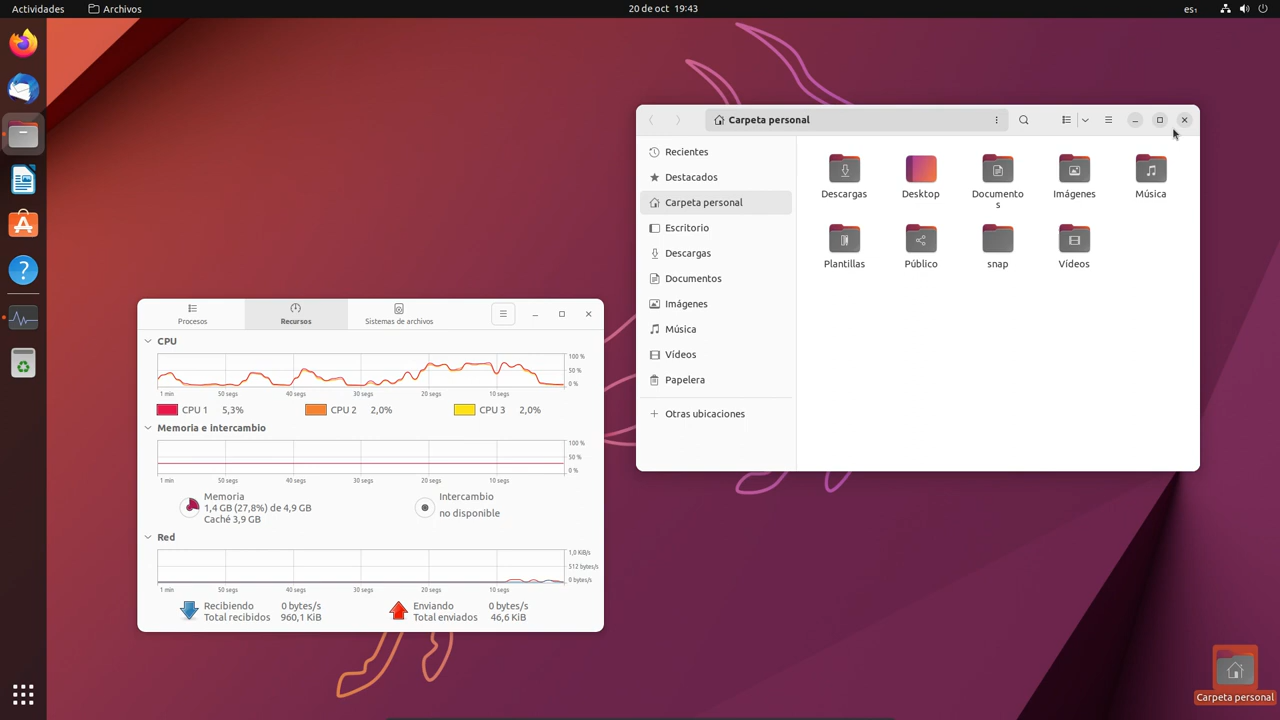 Actividades Archivos 20 de oct 19:43 es₁
Carpeta personal
Recientes
Destacados
Carpeta personal
Escritorio
Descargas
Documentos
Imágenes
Música
Vídeos
Papelera
Otras ubicaciones
Descargas Desktop Documento Imágenes Música
s
Plantillas Público snap Vídeos
Procesos Recursos Sistemas de archivos
CPU
100 %
50 %
0 %
1 min 50 segs 40 segs 30 segs 20 segs 10 segs
CPU 1 5,3% CPU 2 2,0% CPU 3 2,0%
Memoria e intercambio
100 %
50 %
0 %
1 min 50 segs 40 segs 30 segs 20 segs 10 segs
Memoria Intercambio
1,4 GB (27,8%) de 4,9 GB no disponible
Caché 3,9 GB
Red
1,0 KiB/s
512 bytes/s
0 bytes/s
1 min 50 segs 40 segs 30 segs 20 segs 10 segs
Recibiendo 0 bytes/s Enviando 0 bytes/s
Total recibidos 960,1 KiB Total enviados 46,6 KiB
Carpeta personal